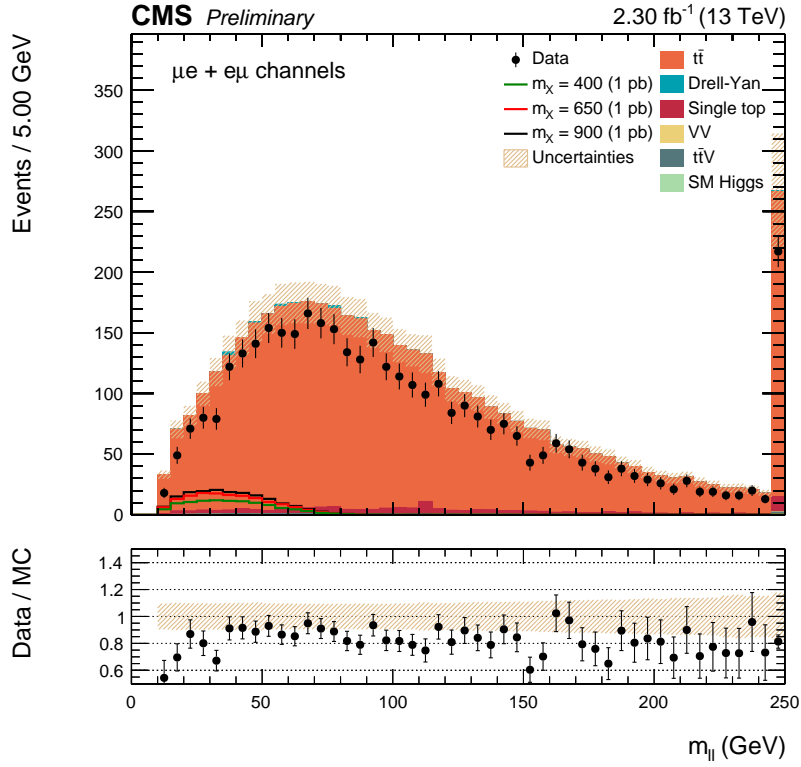 CMS Preliminary 2.30 fb⁻¹ (13 TeV)
Events / 5.00 GeV
μe + eμ channels
Data
m_X = 400 (1 pb)
m_X = 650 (1 pb)
m_X = 900 (1 pb)
Uncertainties
tt̄
Drell-Yan
Single top
VV
tt̄V
SM Higgs
350
300
250
200
150
100
50
0
Data / MC
1.4
1.2
1
0.8
0.6
0 50 100 150 200 250
m_ll (GeV)